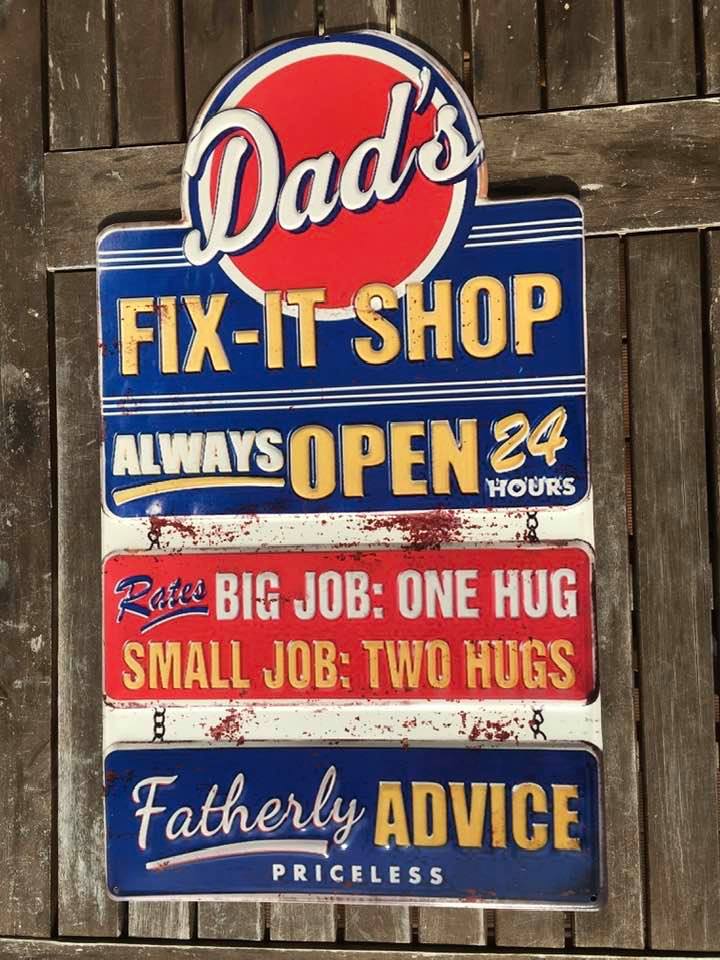 Dad's
FIX-IT SHOP
ALWAYS OPEN 24 HOURS
Rates BIG JOB: ONE HUG
SMALL JOB: TWO HUGS
Fatherly ADVICE
PRICELESS